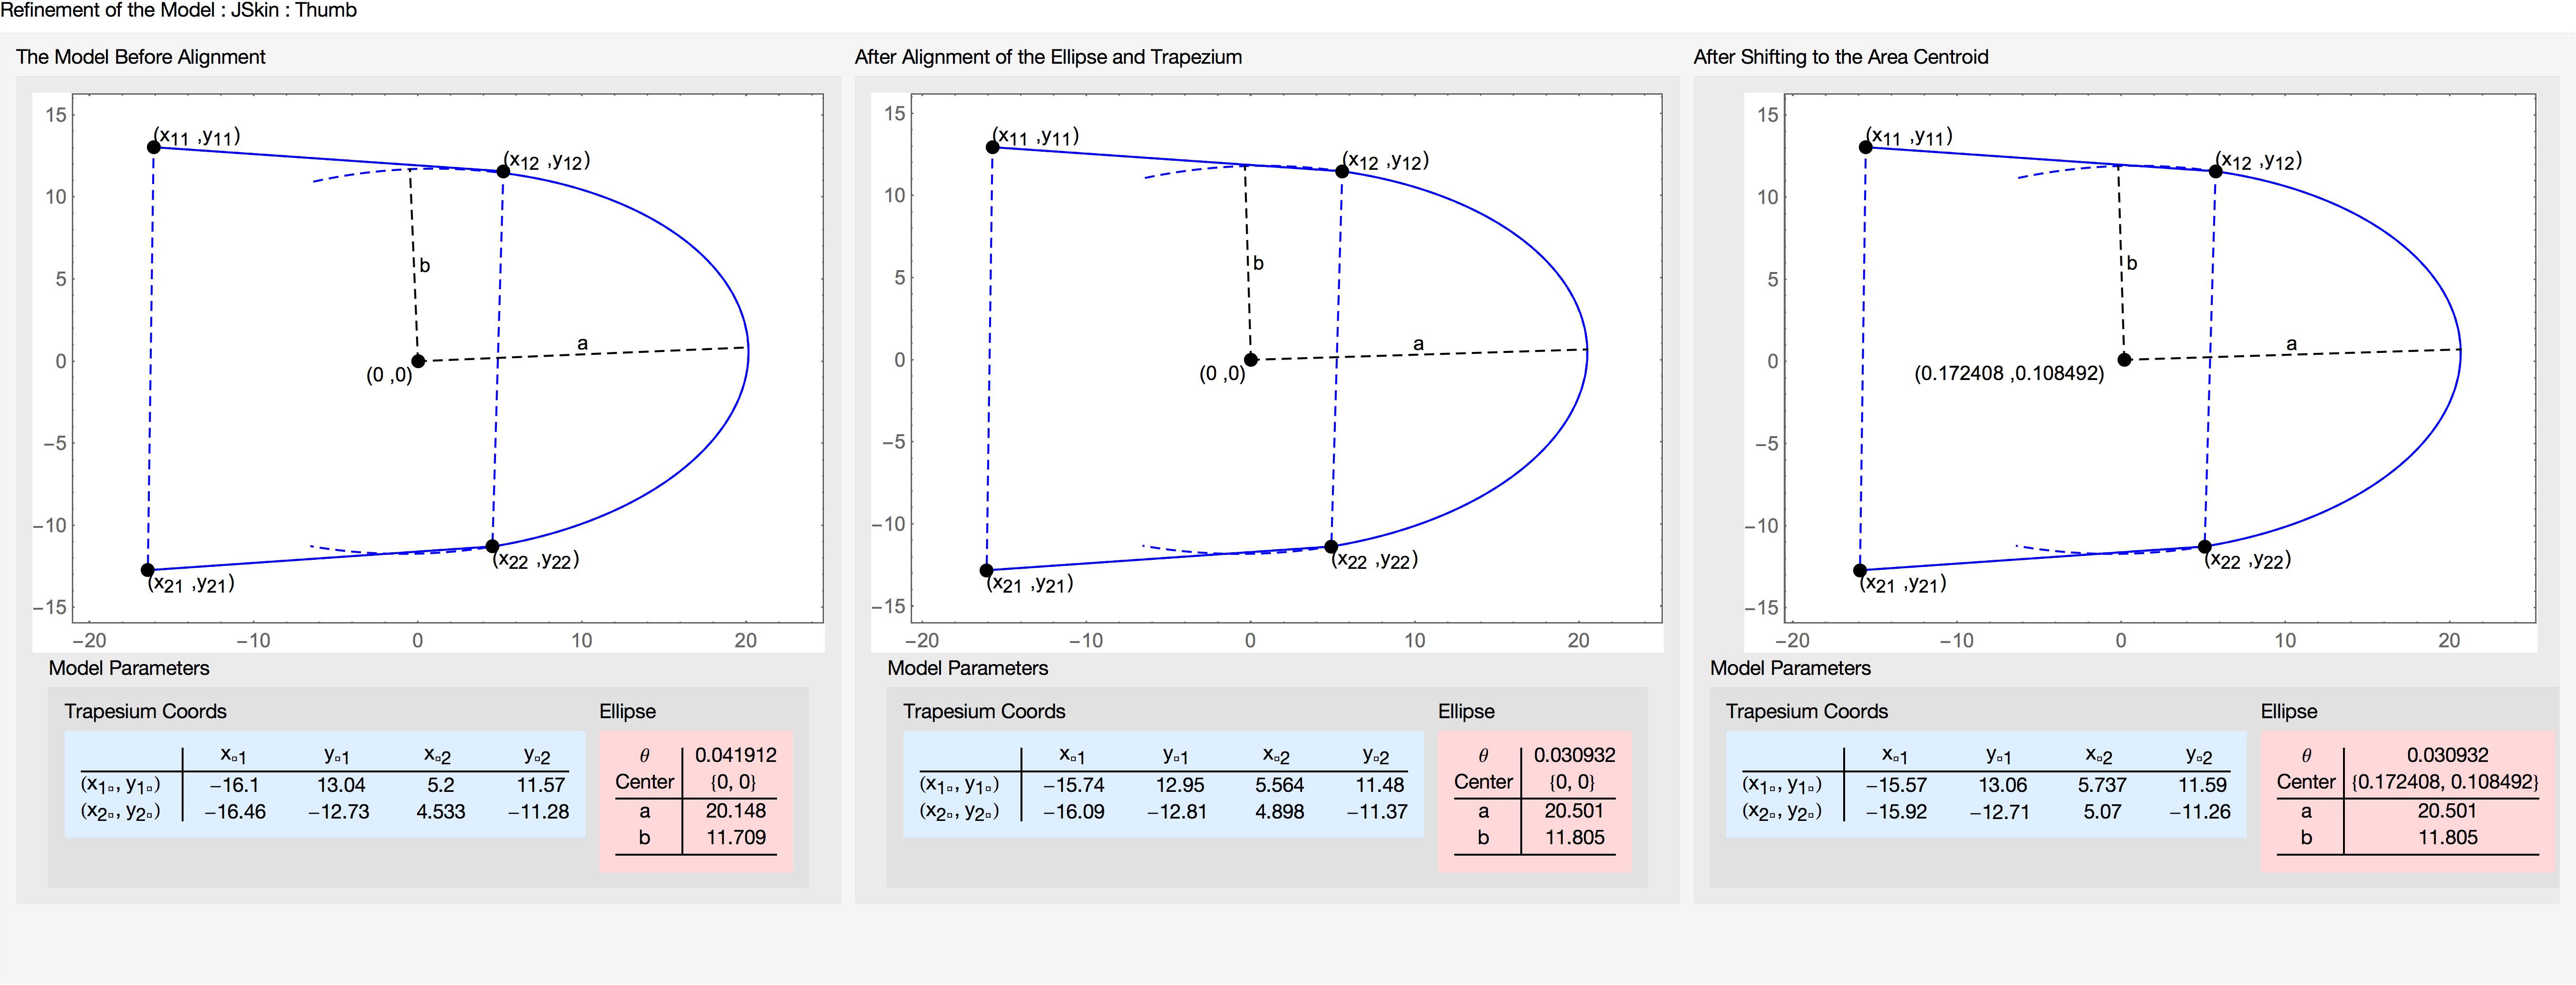 Refinement of the Model : JSkin : Thumb
The Model Before Alignment
15
10
5
0
−5
−10
−15
−20
−10
0
10
20
(x11 ,y11)
(x12 ,y12)
b
a
(0 ,0)
(x22 ,y22)
(x21 ,y21)
Model Parameters
Trapesium Coords
x▫1 y▫1 x▫2 y▫2
(x1▫, y1▫) −16.1 13.04 5.2 11.57
(x2▫, y2▫) −16.46 −12.73 4.533 −11.28
Ellipse
θ 0.041912
Center {0, 0}
a 20.148
b 11.709
After Alignment of the Ellipse and Trapezium
15
10
5
0
−5
−10
−15
−20
−10
0
10
20
(x11 ,y11)
(x12 ,y12)
b
a
(0 ,0)
(x22 ,y22)
(x21 ,y21)
Model Parameters
Trapesium Coords
x▫1 y▫1 x▫2 y▫2
(x1▫, y1▫) −15.74 12.95 5.564 11.48
(x2▫, y2▫) −16.09 −12.81 4.898 −11.37
Ellipse
θ 0.030932
Center {0, 0}
a 20.501
b 11.805
After Shifting to the Area Centroid
15
10
5
0
−5
−10
−15
−20
−10
0
10
20
(x11 ,y11)
(x12 ,y12)
b
a
(0.172408 ,0.108492)
(x22 ,y22)
(x21 ,y21)
Model Parameters
Trapesium Coords
x▫1 y▫1 x▫2 y▫2
(x1▫, y1▫) −15.57 13.06 5.737 11.59
(x2▫, y2▫) −15.92 −12.71 5.07 −11.26
Ellipse
θ 0.030932
Center {0.172408, 0.108492}
a 20.501
b 11.805